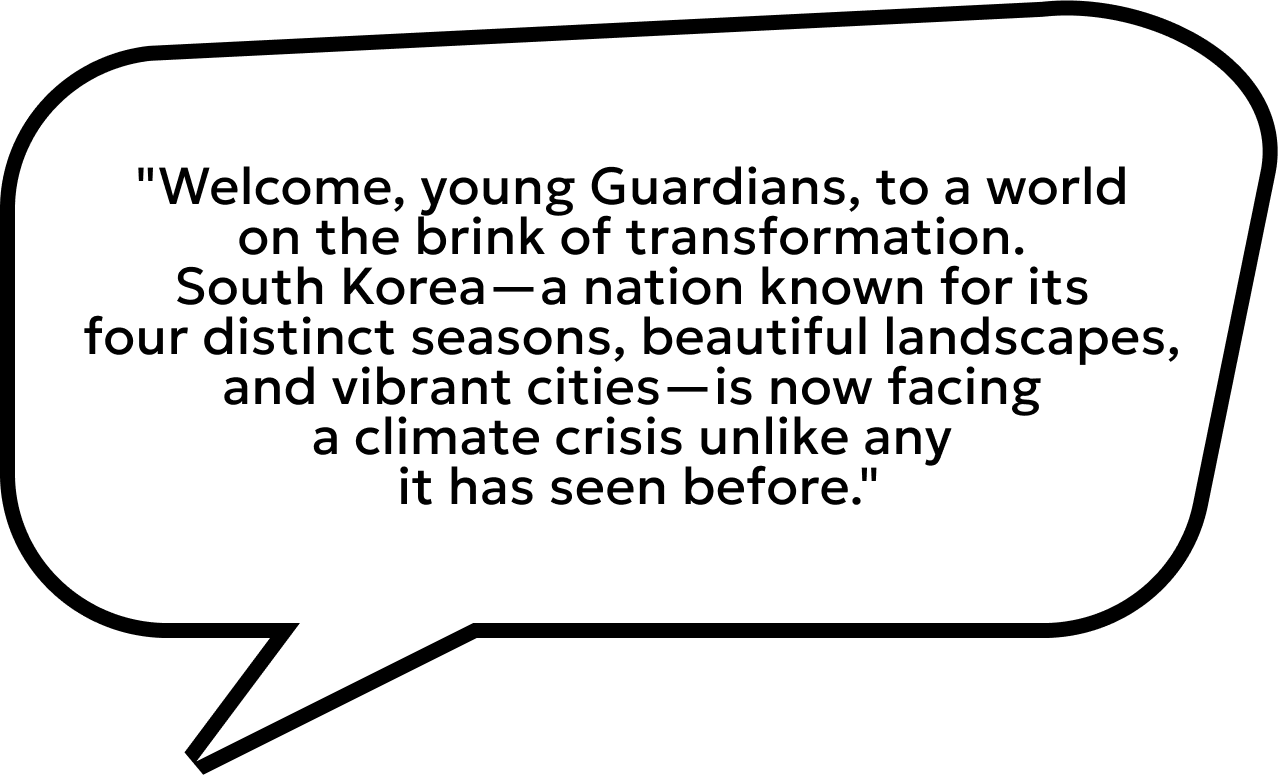 "Welcome, young Guardians, to a world
on the brink of transformation.
South Korea—a nation known for its
four distinct seasons, beautiful landscapes,
and vibrant cities—is now facing
a climate crisis unlike any
it has seen before."